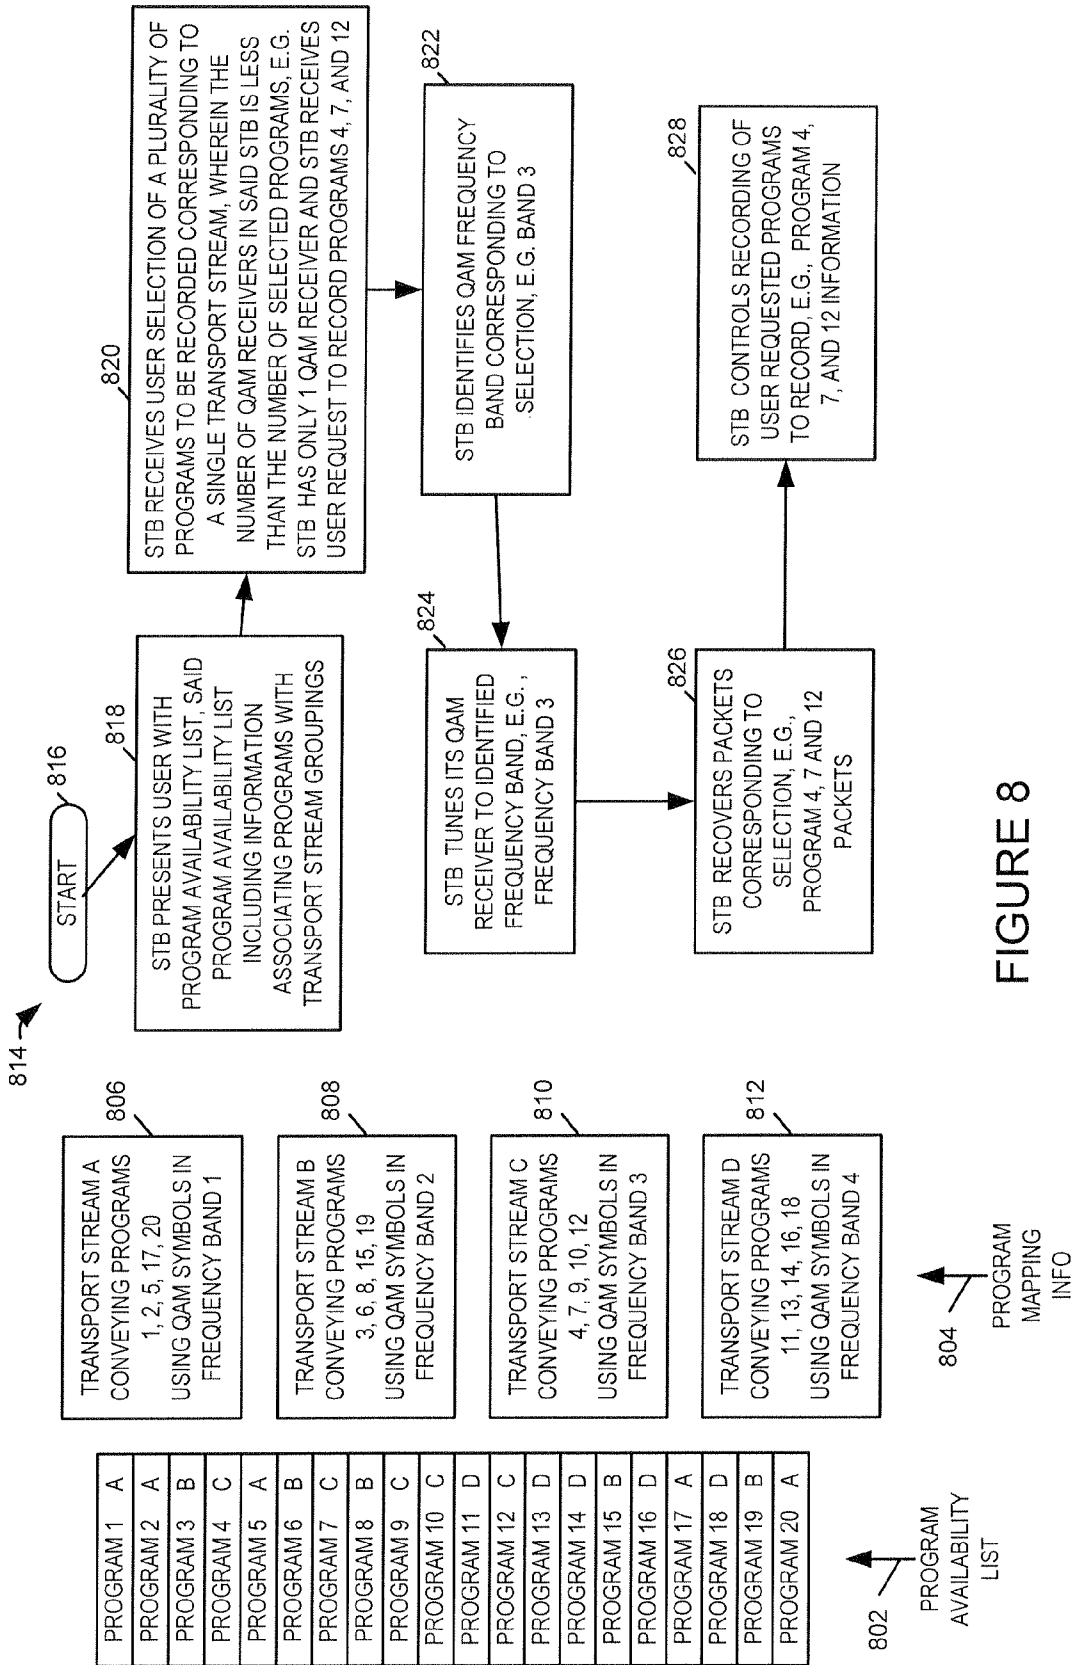 PROGRAM 1 A
PROGRAM 2 A
PROGRAM 3 B
PROGRAM 4 C
PROGRAM 5 A
PROGRAM 6 B
PROGRAM 7 C
PROGRAM 8 B
PROGRAM 9 C
PROGRAM 10 C
PROGRAM 11 D
PROGRAM 12 C
PROGRAM 13 D
PROGRAM 14 D
PROGRAM 15 B
PROGRAM 16 D
PROGRAM 17 A
PROGRAM 18 D
PROGRAM 19 B
PROGRAM 20 A
802
PROGRAM
AVAILABILITY
LIST
806
TRANSPORT STREAM A
CONVEYING PROGRAMS
1, 2, 5, 17, 20
USING QAM SYMBOLS IN
FREQUENCY BAND 1
808
TRANSPORT STREAM B
CONVEYING PROGRAMS
3, 6, 8, 15, 19
USING QAM SYMBOLS IN
FREQUENCY BAND 2
810
TRANSPORT STREAM C
CONVEYING PROGRAMS
4, 7. 9, 10, 12
USING QAM SYMBOLS IN
FREQUENCY BAND 3
812
TRANSPORT STREAM D
CONVEYING PROGRAMS
11, 13, 14, 16, 18
USING QAM SYMBOLS IN
FREQUENCY BAND 4
804
PROGRAM
MAPPING
INFO
814
START
816
818
STB PRESENTS USER WITH
PROGRAM AVAILABILITY LIST, SAID
PROGRAM AVAILABILITY LIST
INCLUDING INFORMATION
ASSOCIATING PROGRAMS WITH
TRANSPORT STREAM GROUPINGS
820
STB RECEIVES USER SELECTION OF A PLURALITY OF
PROGRAMS TO BE RECORDED CORRESPONDING TO
A SINGLE TRANSPORT STREAM, WHEREIN THE
NUMBER OF QAM RECEIVERS IN SAID STB IS LESS
THAN THE NUMBER OF SELECTED PROGRAMS, E.G.
STB HAS ONLY 1 QAM RECEIVER AND STB RECEIVES
USER REQUEST TO RECORD PROGRAMS 4, 7, AND 12
822
STB IDENTIFIES QAM FREQUENCY
BAND CORRESPONDING TO
SELECTION, E.G. BAND 3
824
STB TUNES ITS QAM
RECEIVER TO IDENTIFIED
FREQUENCY BAND, E.G. ,
FREQUENCY BAND 3
826
STB RECOVERS PACKETS
CORRESPONDING TO
SELECTION, E.G.,
PROGRAM 4, 7 AND 12
PACKETS
828
STB CONTROLS RECORDING OF
USER REQUESTED PROGRAMS
TO RECORD, E.G., PROGRAM 4,
7, AND 12 INFORMATION
FIGURE 8